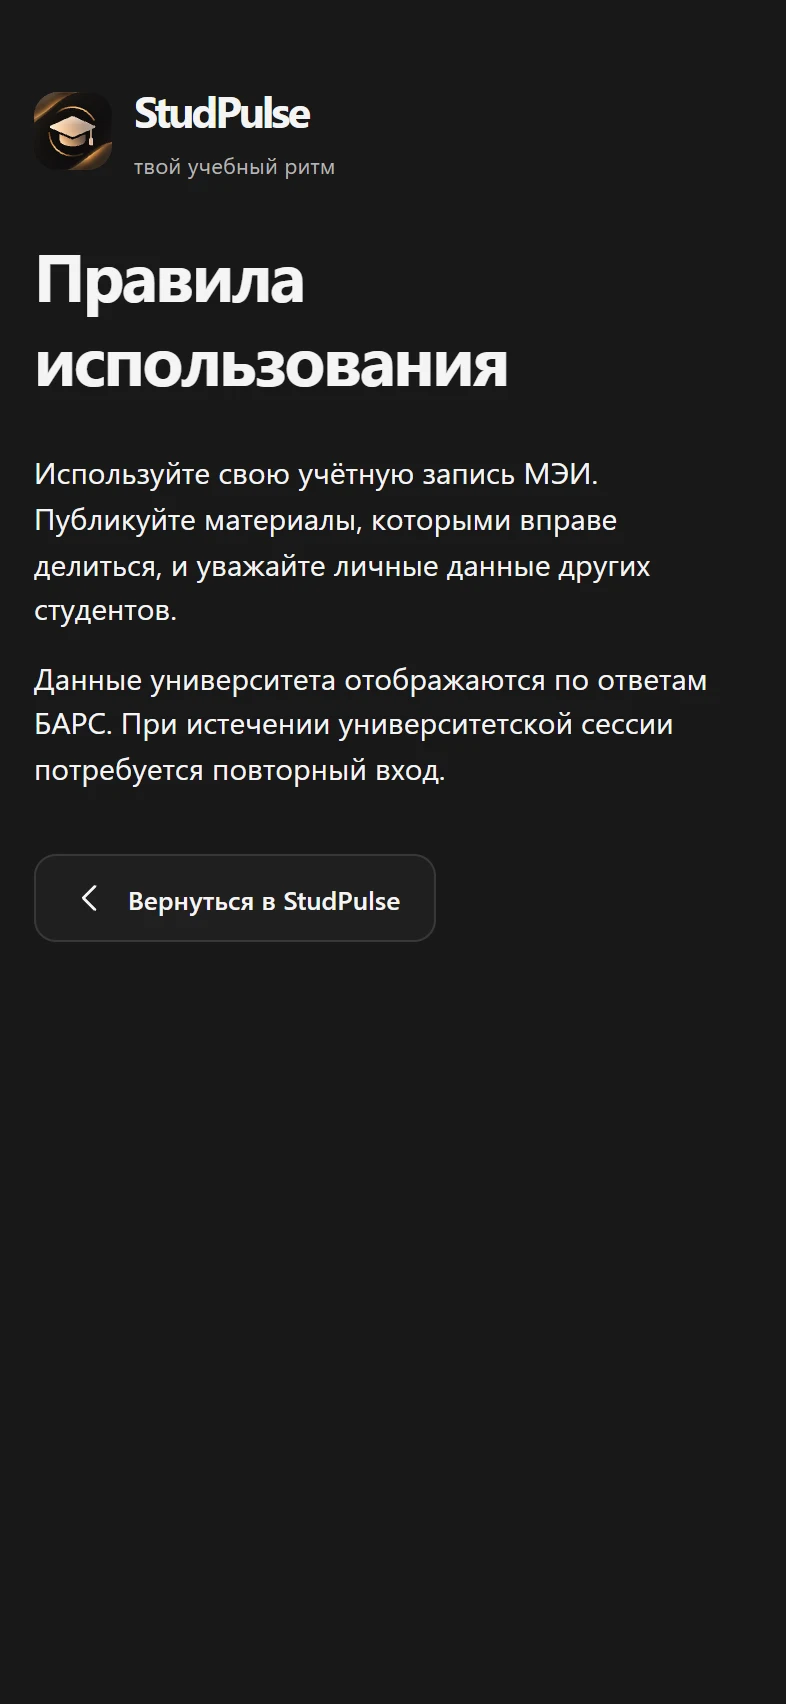 StudPulse
твой учебный ритм
Правила
использования
Используйте свою учётную запись МЭИ.
Публикуйте материалы, которыми вправе
делиться, и уважайте личные данные других
студентов.
Данные университета отображаются по ответам
БАРС. При истечении университетской сессии
потребуется повторный вход.
Вернуться в StudPulse